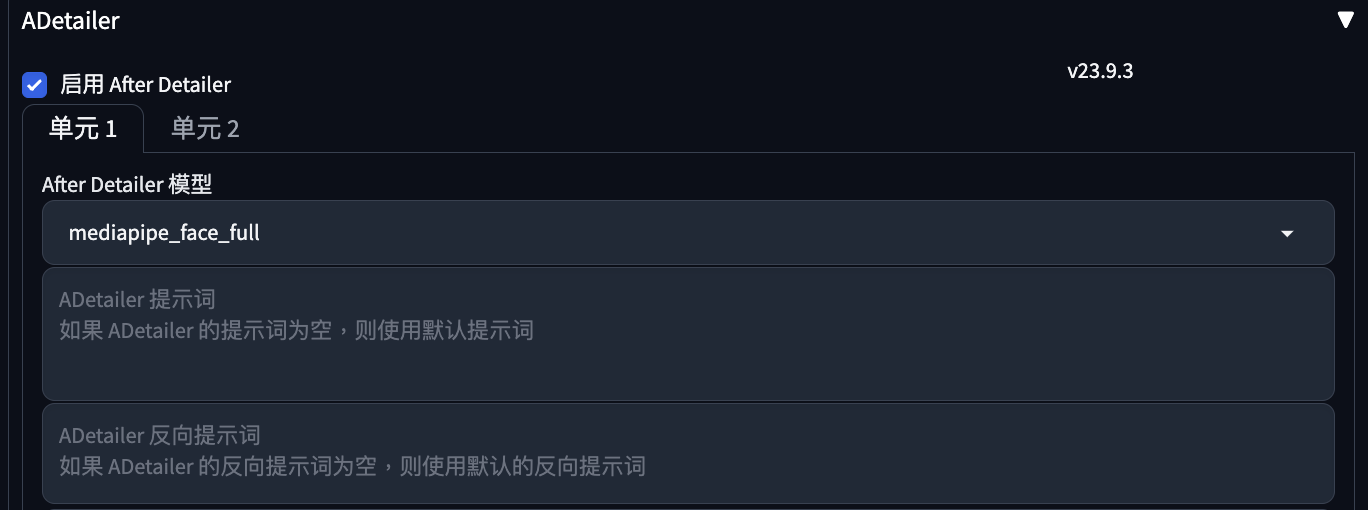 ADetailer
启用 After Detailer
v23.9.3
单元 1
单元 2
After Detailer 模型
mediapipe_face_full
ADetailer 提示词
如果 ADetailer 的提示词为空，则使用默认提示词
ADetailer 反向提示词
如果 ADetailer 的反向提示词为空，则使用默认的反向提示词